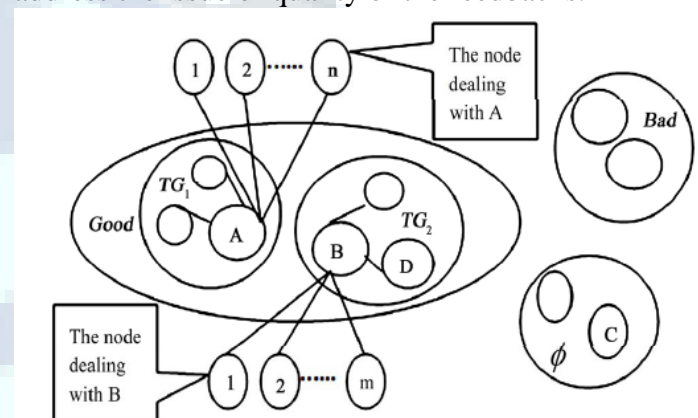 1 2 ...... n
The node
dealing
with A
Bad
TG1
Good
A
TG2
B
D
C
ϕ
The node
dealing
with B
1 2 ...... m